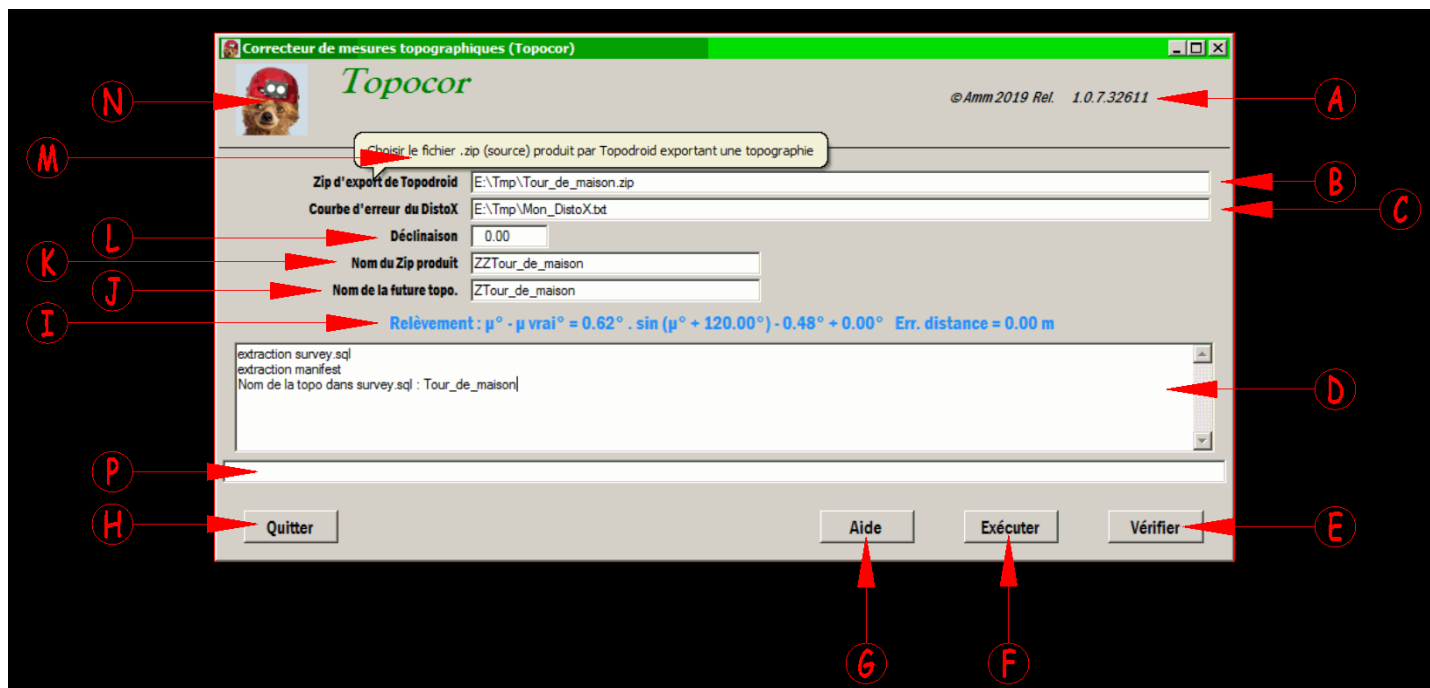 Correcteur de mesures topographiques (Topocor)
N
Topocor
©Amm2019 Rel. 1.0.7.32611
A
M
Choisir le fichier .zip (source) produit par Topodroid exportant une topographie
Zip d'export de Topodroid E:\Tmp\Tour_de_maison.zip
B
Courbe d'erreur du DistoX E:\Tmp\Mon_DistoX.txt
C
L
Déclinaison 0.00
K
Nom du Zip produit ZZTour_de_maison
J
Nom de la future topo. ZTour_de_maison
I
Relèvement : µ° - µ vrai° = 0.62° . sin (µ° + 120.00°) - 0.48° + 0.00° Err. distance = 0.00 m
extraction survey.sql
extraction manifest
Nom de la topo dans survey.sql : Tour_de_maison
D
P
H
Quitter
Aide
Exécuter
Vérifier
E
G
F